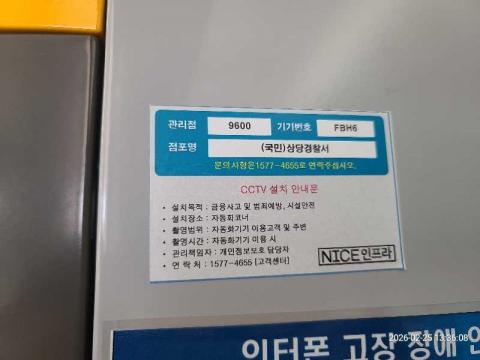 관리점 9600 기기번호 FBH6
점포명 (국민)상당경찰서
문의사항은1577-4655로 연락주십시오.
CCTV 설치 안내문
• 설치목적 : 금융사고 및 범죄예방, 시설안전
• 설치장소 : 자동화코너
• 촬영범위 : 자동화기기 이용고객 및 주변
• 촬영시간 : 자동화기기 이용 시
• 관리책임자 : 개인정보보호 담당자
• 연 락 처 : 1577-4655 [고객센터]
NICE인프라
2026-02-25 13:36:08
인터폰 고장 장애